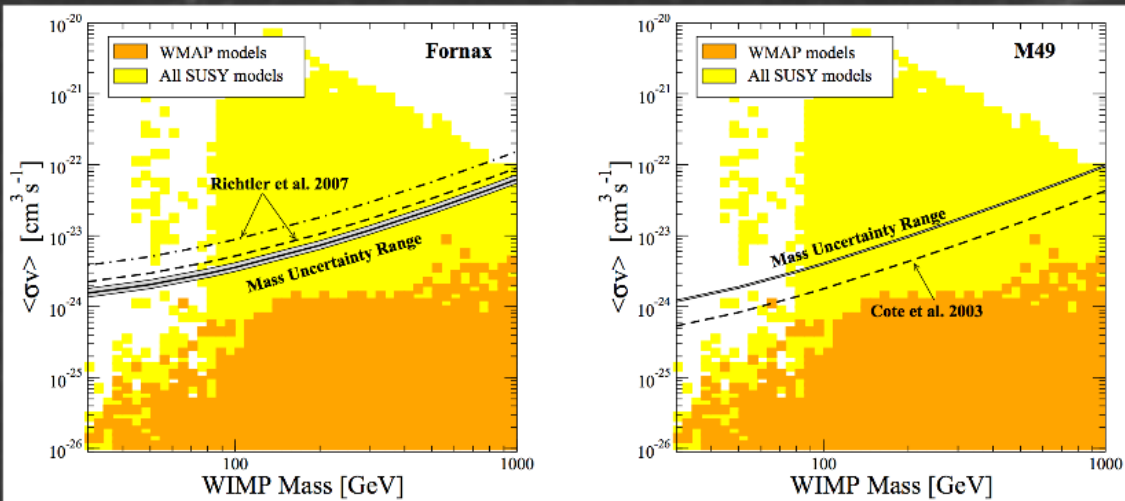 Fornax
WMAP models
All SUSY models
10^-20
10^-21
10^-22
10^-23
10^-24
10^-25
10^-26
<σv> [cm^3 s^-1]
Richtler et al. 2007
Mass Uncertainty Range
100
1000
WIMP Mass [GeV]
M49
WMAP models
All SUSY models
10^-20
10^-21
10^-22
10^-23
10^-24
10^-25
10^-26
<σv> [cm^3 s^-1]
Mass Uncertainty Range
Cote et al. 2003
100
1000
WIMP Mass [GeV]